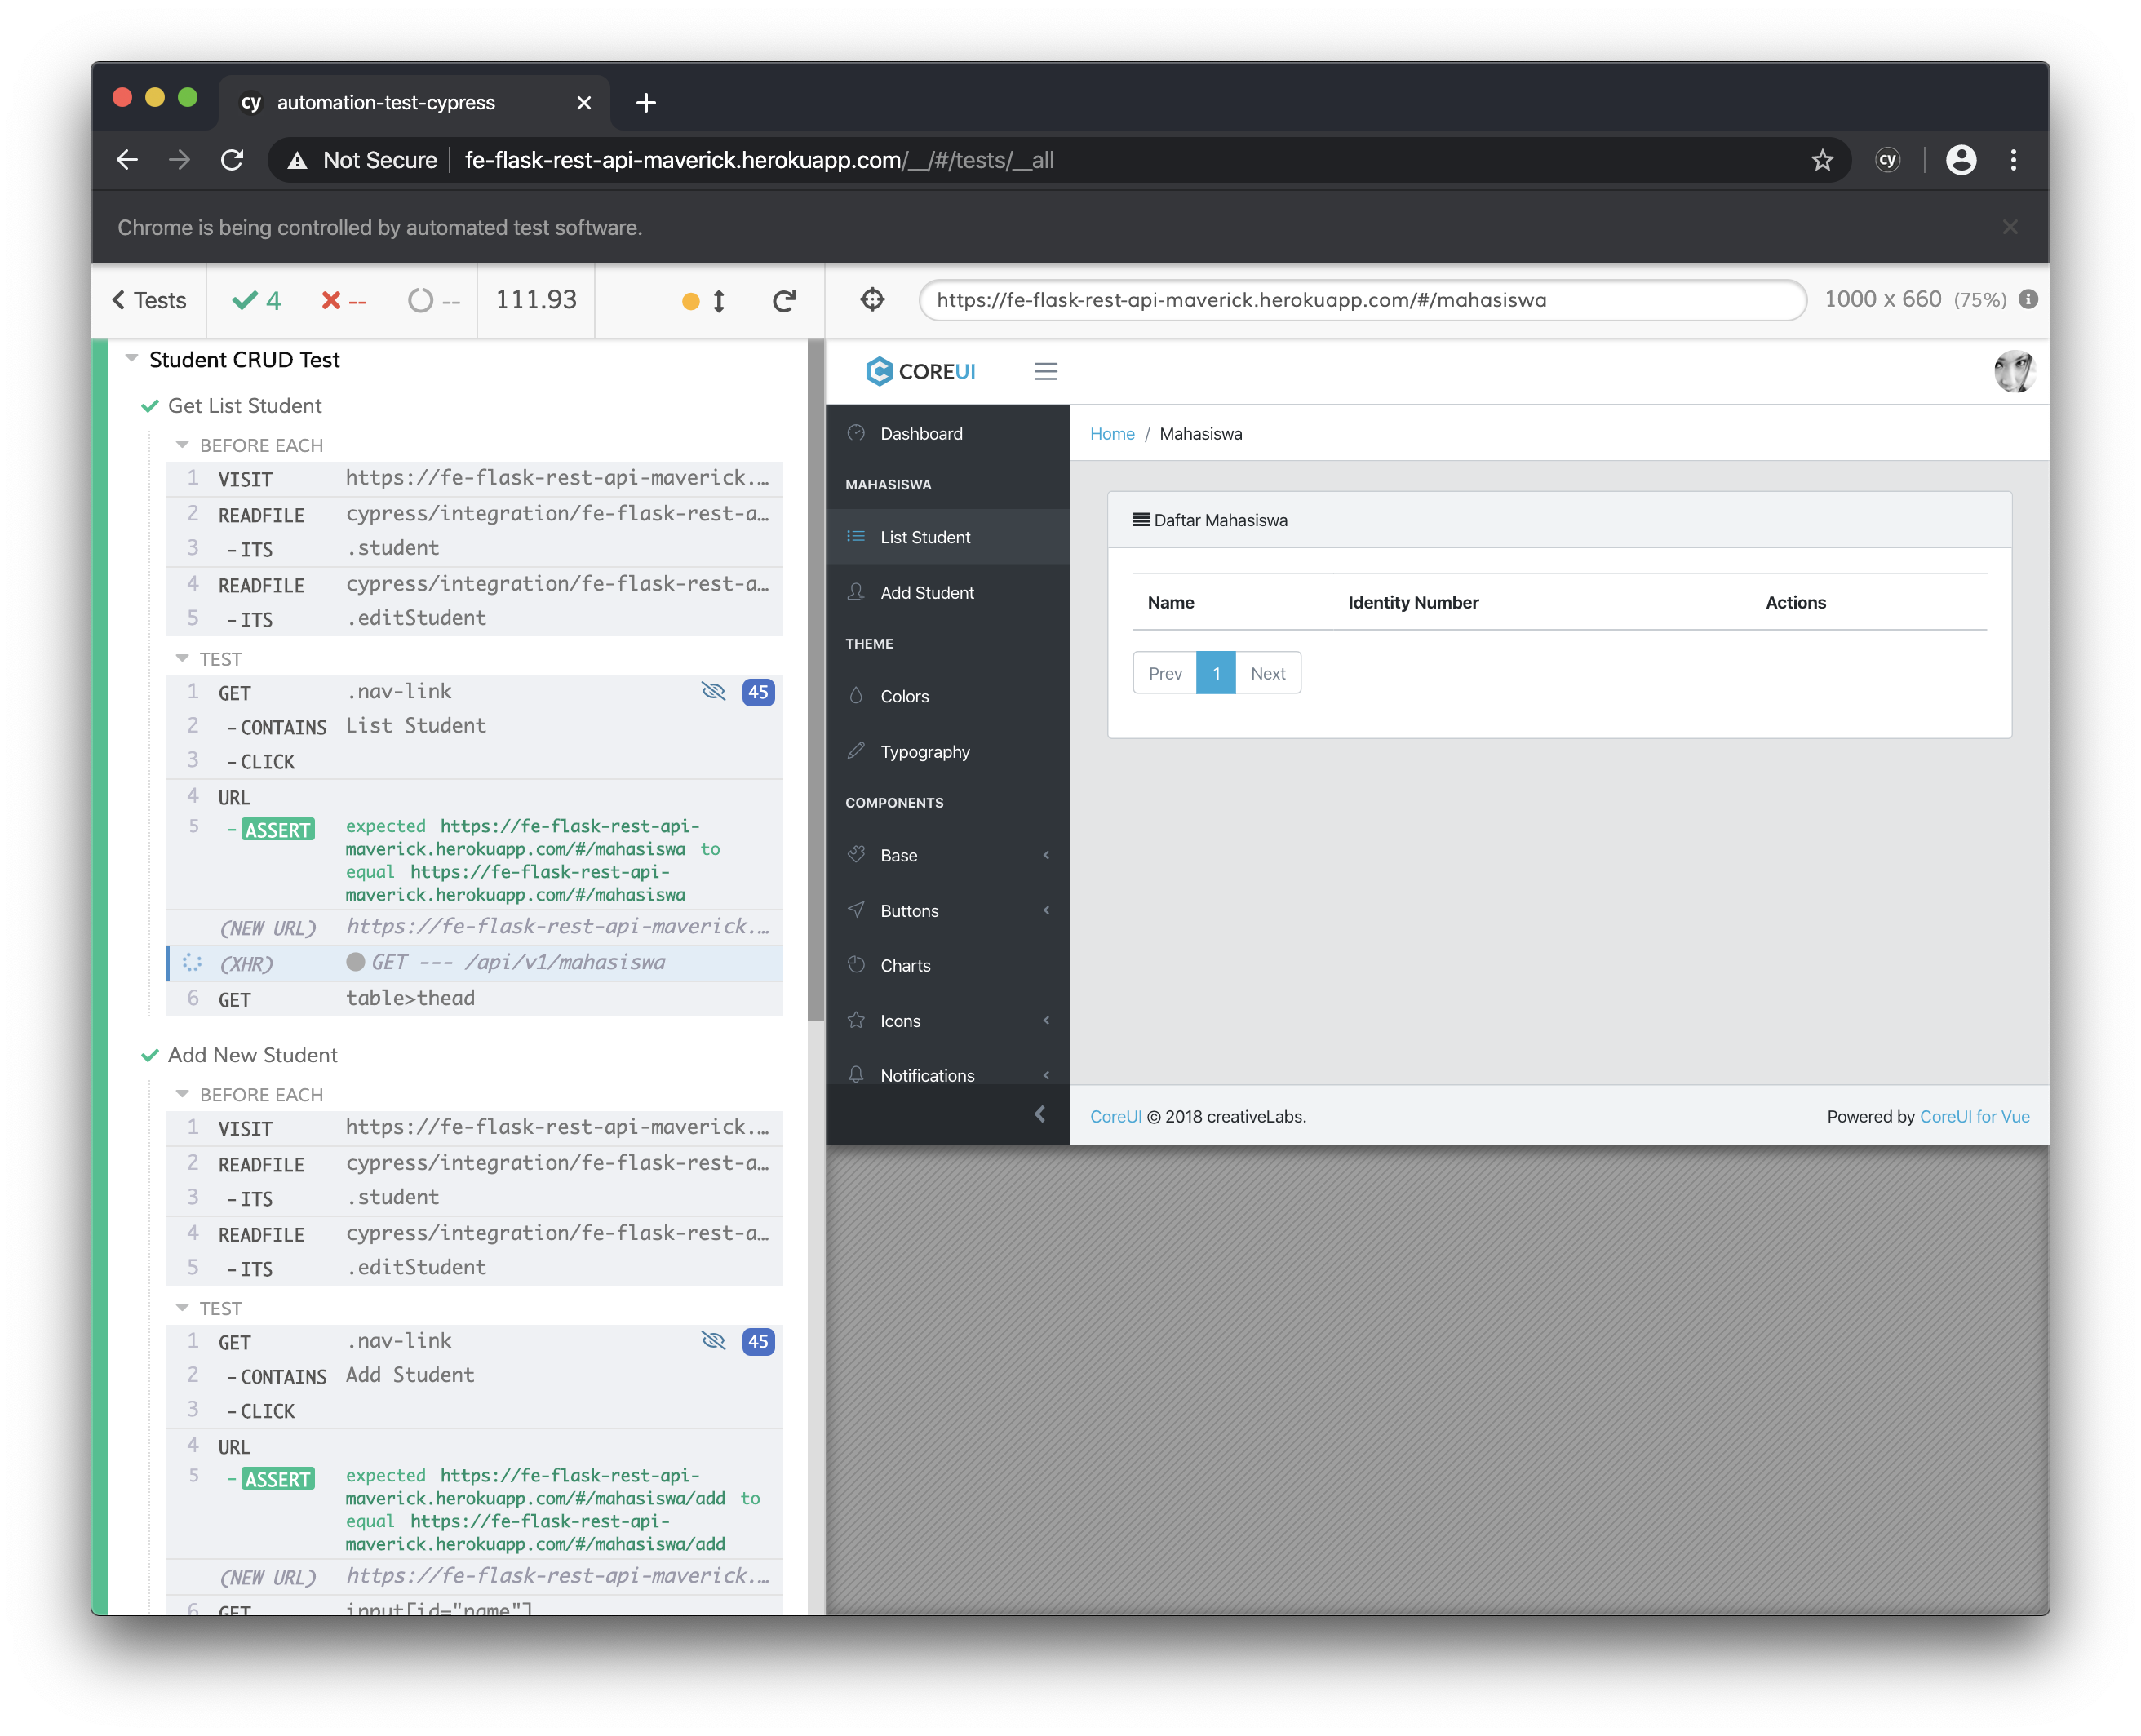 cy automation-test-cypress
Not Secure fe-flask-rest-api-maverick.herokuapp.com/__/#/tests/__all cy
Chrome is being controlled by automated test software.
Tests 4 -- -- 111.93
https://fe-flask-rest-api-maverick.herokuapp.com/#/mahasiswa 1000 x 660 (75%)
Student CRUD Test
Get List Student
BEFORE EACH
1 VISIT https://fe-flask-rest-api-maverick.…
2 READFILE cypress/integration/fe-flask-rest-a…
3 -ITS .student
4 READFILE cypress/integration/fe-flask-rest-a…
5 -ITS .editStudent
TEST
1 GET .nav-link 45
2 -CONTAINS List Student
3 -CLICK
4 URL
5 -ASSERT expected https://fe-flask-rest-api-
maverick.herokuapp.com/#/mahasiswa to
equal https://fe-flask-rest-api-
maverick.herokuapp.com/#/mahasiswa
(NEW URL) https://fe-flask-rest-api-maverick.…
(XHR) GET --- /api/v1/mahasiswa
6 GET table>thead
Add New Student
BEFORE EACH
1 VISIT https://fe-flask-rest-api-maverick.…
2 READFILE cypress/integration/fe-flask-rest-a…
3 -ITS .student
4 READFILE cypress/integration/fe-flask-rest-a…
5 -ITS .editStudent
TEST
1 GET .nav-link 45
2 -CONTAINS Add Student
3 -CLICK
4 URL
5 -ASSERT expected https://fe-flask-rest-api-
maverick.herokuapp.com/#/mahasiswa/add to
equal https://fe-flask-rest-api-
maverick.herokuapp.com/#/mahasiswa/add
(NEW URL) https://fe-flask-rest-api-maverick.…
6 GET input[id="name"]
COREUI
Dashboard
MAHASISWA
List Student
Add Student
THEME
Colors
Typography
COMPONENTS
Base
Buttons
Charts
Icons
Notifications
Home / Mahasiswa
Daftar Mahasiswa
Name Identity Number Actions
Prev 1 Next
CoreUI © 2018 creativeLabs. Powered by CoreUI for Vue